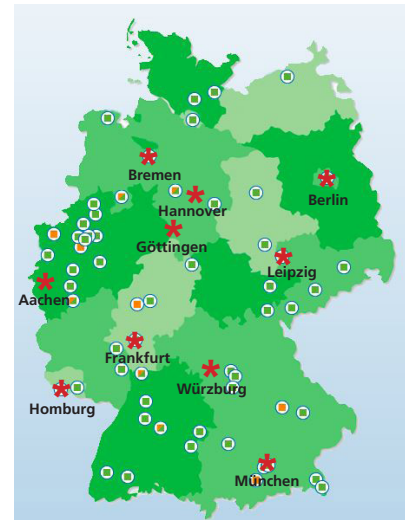 Bremen
Berlin
Hannover
Göttingen
Leipzig
Aachen
Frankfurt
Würzburg
Homburg
München